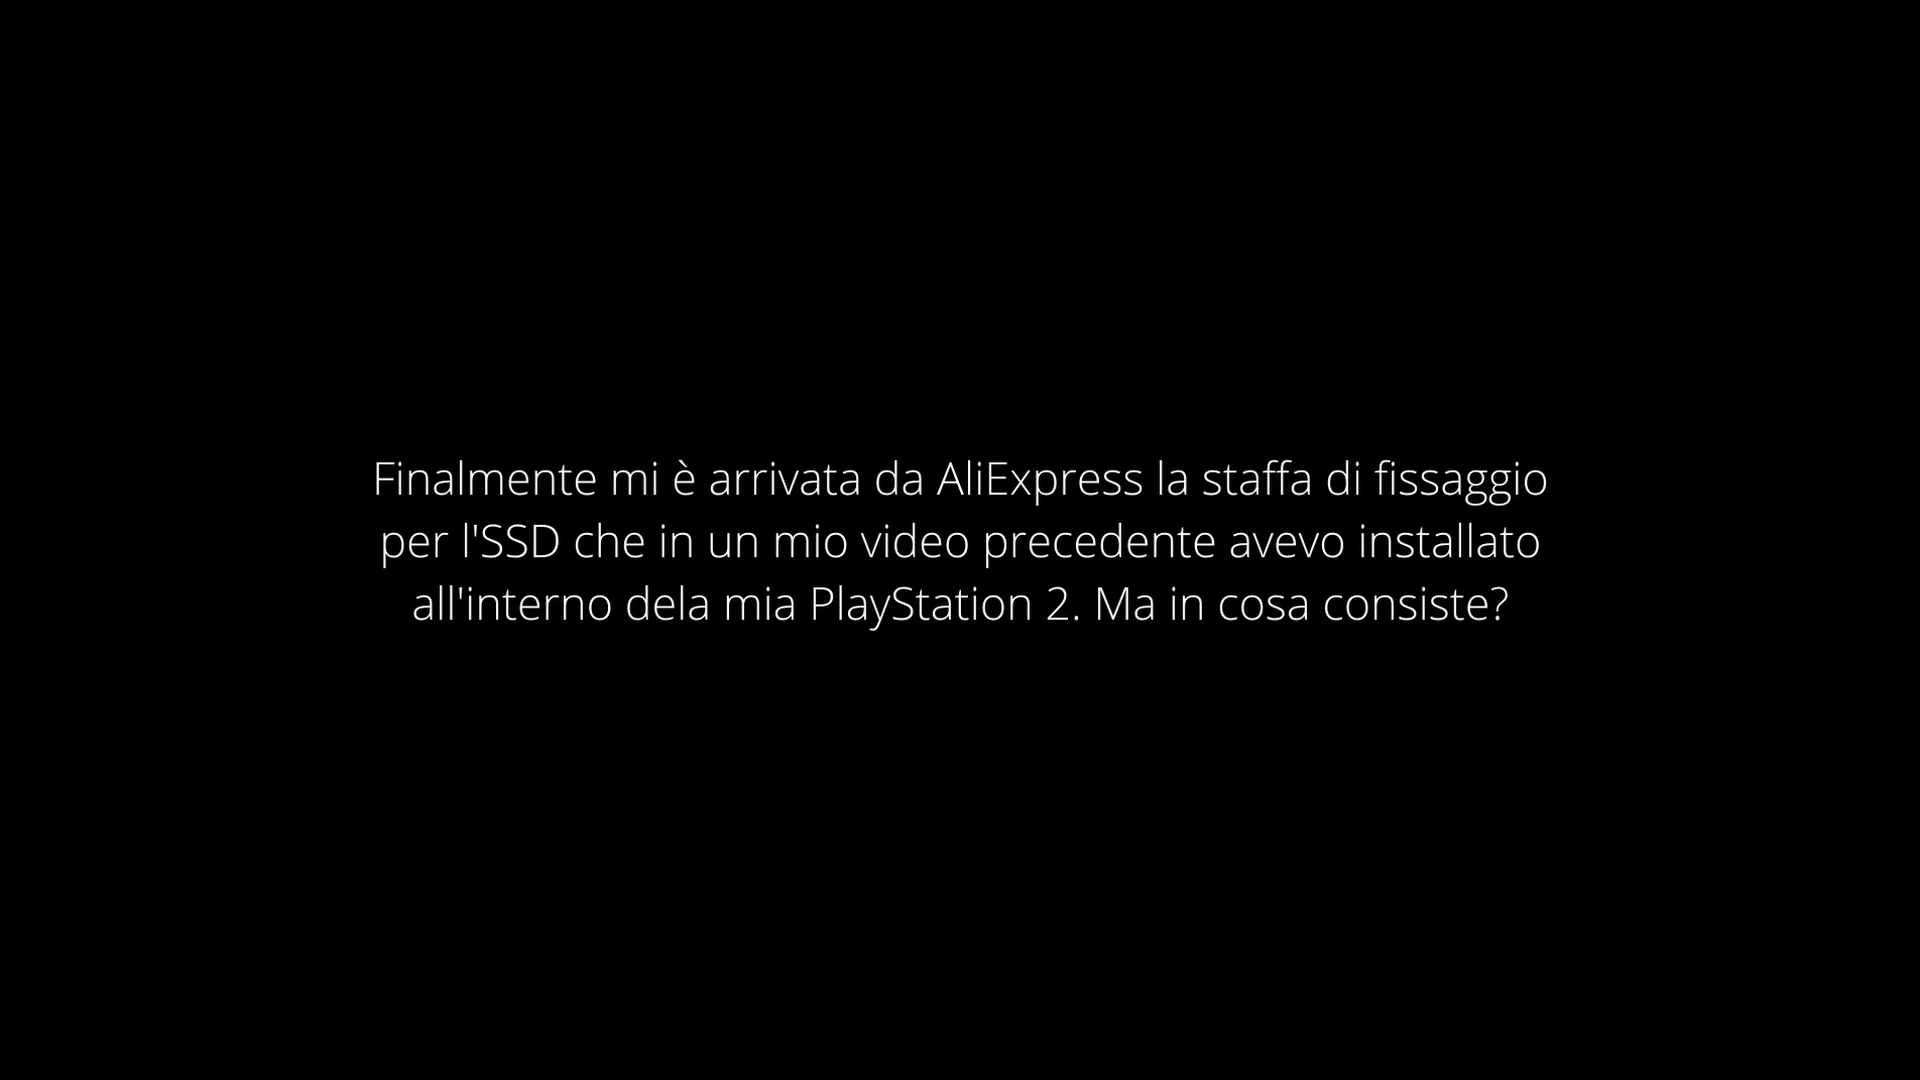 Finalmente mi è arrivata da AliExpress la staffa di fissaggio
per l'SSD che in un mio video precedente avevo installato
all'interno dela mia PlayStation 2. Ma in cosa consiste?